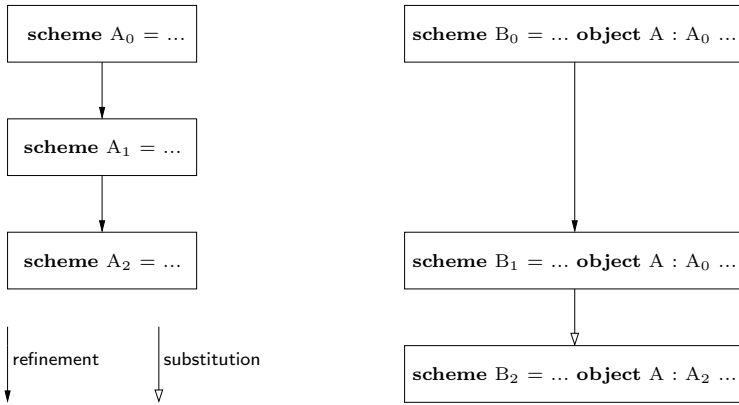 scheme A₀ = ...
scheme B₀ = ... object A : A₀ ...
scheme A₁ = ...
scheme A₂ = ...
scheme B₁ = ... object A : A₀ ...
refinement
substitution
scheme B₂ = ... object A : A₂ ...